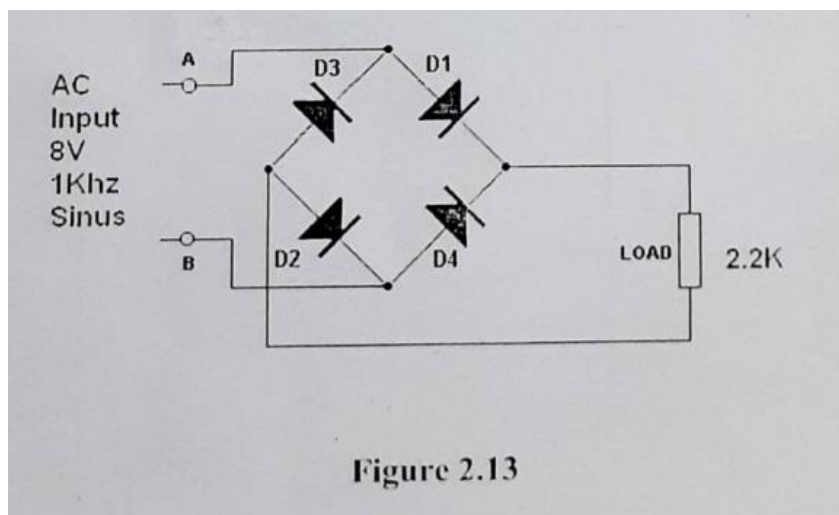 A
D3
D1
AC
Input
8V
1Khz
Sinus
B
D2
D4
LOAD
2.2K
Figure 2.13